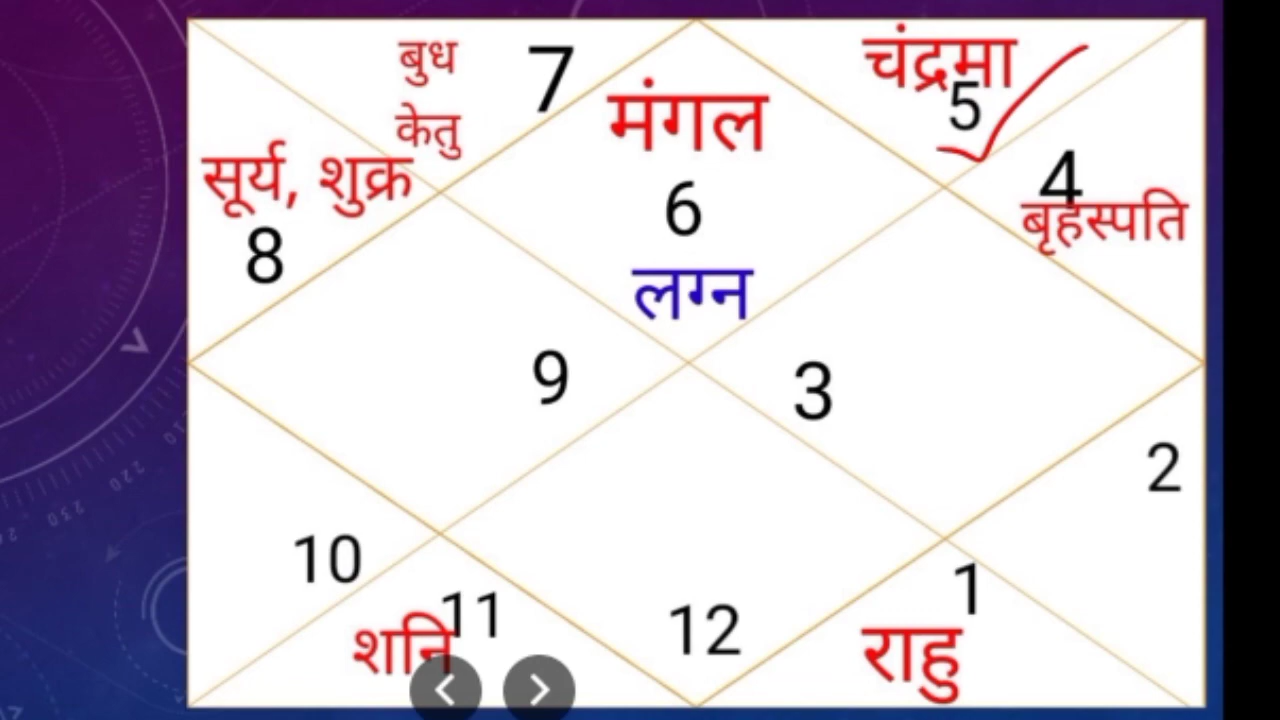 बुध
केतु
7
मंगल
6
लग्न
चंद्रमा
5
4
बृहस्पति
सूर्य, शुक्र
8
9
3
2
10
11
शनि
12
1
राहु